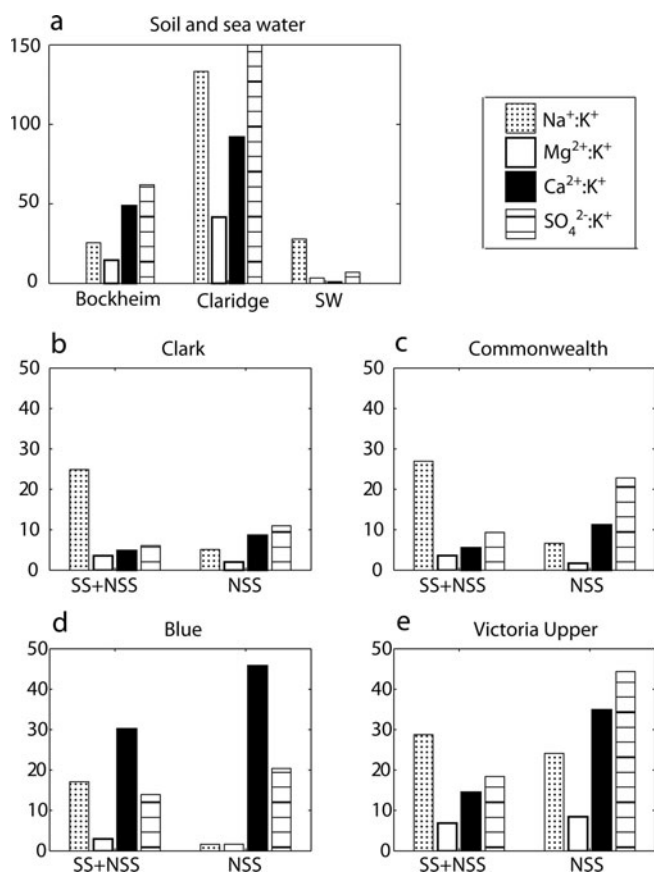 a
Soil and sea water
150
100
50
0
Bockheim Claridge SW
Na⁺:K⁺
Mg²⁺:K⁺
Ca²⁺:K⁺
SO₄²⁻:K⁺
b Clark
50
40
30
20
10
0
SS+NSS NSS
c Commonwealth
50
40
30
20
10
0
SS+NSS NSS
d Blue
50
40
30
20
10
0
SS+NSS NSS
e Victoria Upper
50
40
30
20
10
0
SS+NSS NSS